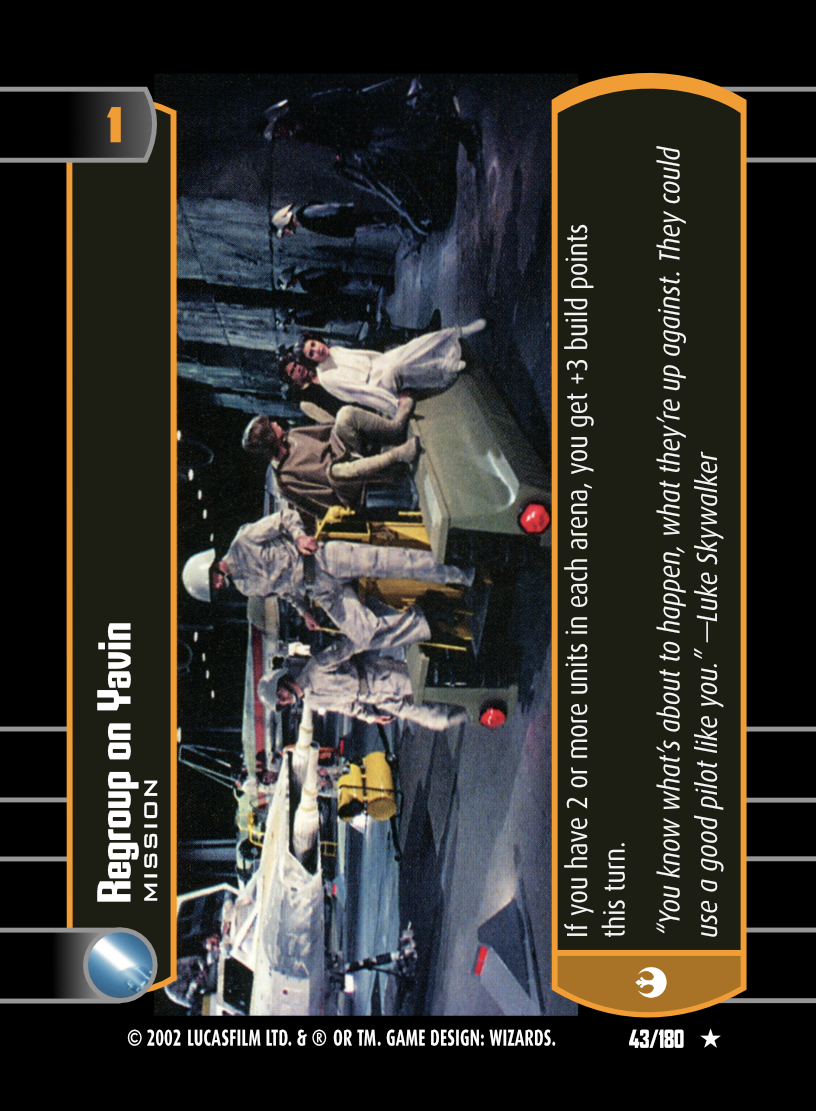 1
Regroup on Yavin
MISSION
If you have 2 or more units in each arena, you get +3 build points
this turn.
“You know what’s about to happen, what they’re up against. They could
use a good pilot like you.” —Luke Skywalker
© 2002 LUCASFILM LTD. & ® OR TM. GAME DESIGN: WIZARDS.
43/180 ★